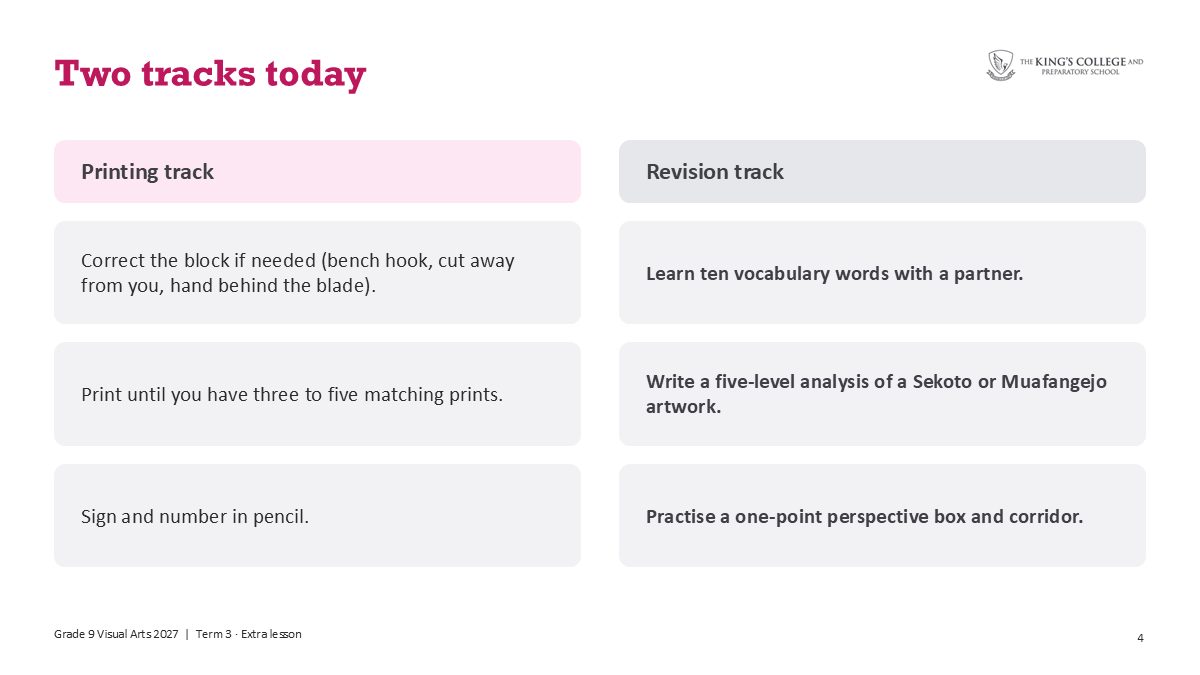 Two tracks today
THE KING'S COLLEGE AND
PREPARATORY SCHOOL
Printing track
Correct the block if needed (bench hook, cut away
from you, hand behind the blade).
Print until you have three to five matching prints.
Sign and number in pencil.
Revision track
Learn ten vocabulary words with a partner.
Write a five-level analysis of a Sekoto or Muafangejo
artwork.
Practise a one-point perspective box and corridor.
Grade 9 Visual Arts 2027 | Term 3 · Extra lesson
4